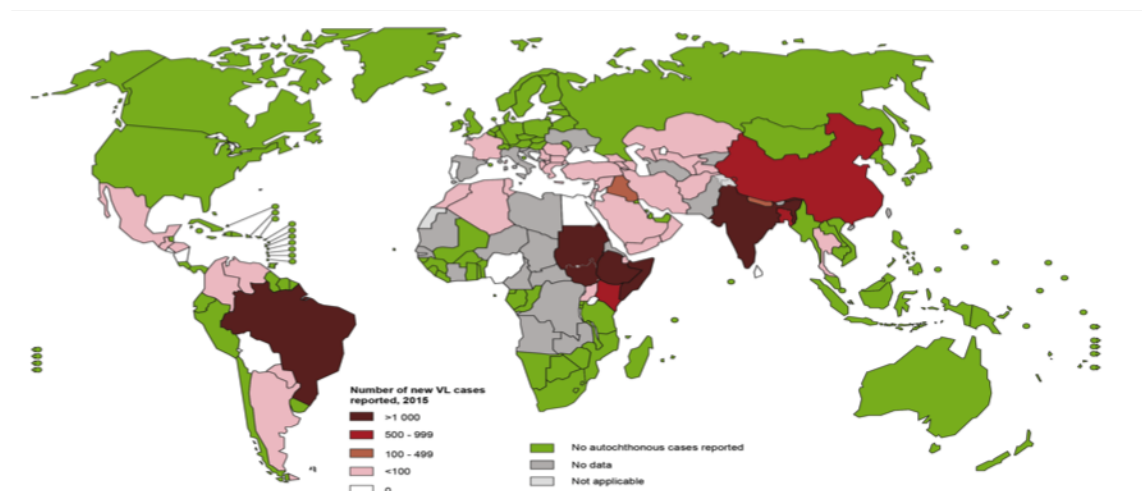 Number of new VL cases
reported, 2015
>1 000
500 - 999
100 - 499
<100
0
No autochthonous cases reported
No data
Not applicable